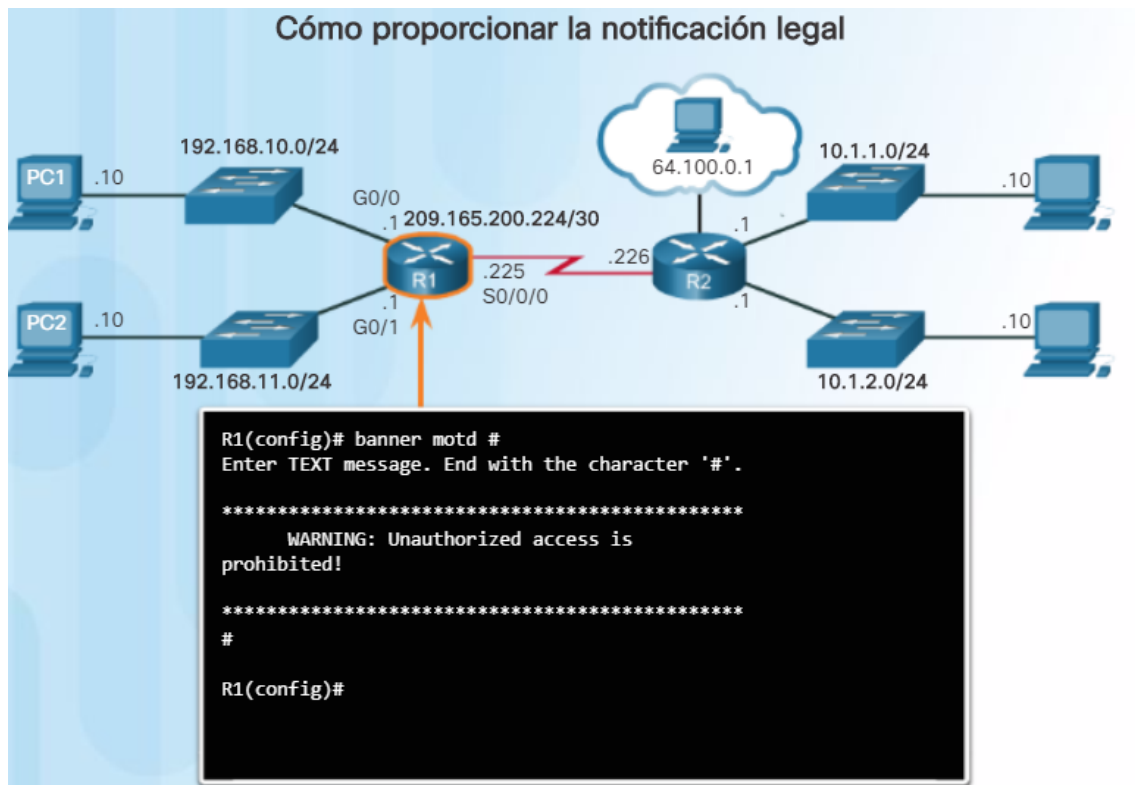 Cómo proporcionar la notificación legal
192.168.10.0/24
64.100.0.1
10.1.1.0/24
PC1
.10
.10
G0/0
.1
209.165.200.224/30
.1
R1
.225
.226
R2
S0/0/0
.1
.1
G0/1
PC2
.10
.10
192.168.11.0/24
10.1.2.0/24
R1(config)# banner motd #
Enter TEXT message. End with the character '#'.
***********************************************
WARNING: Unauthorized access is
prohibited!
***********************************************
#
R1(config)#